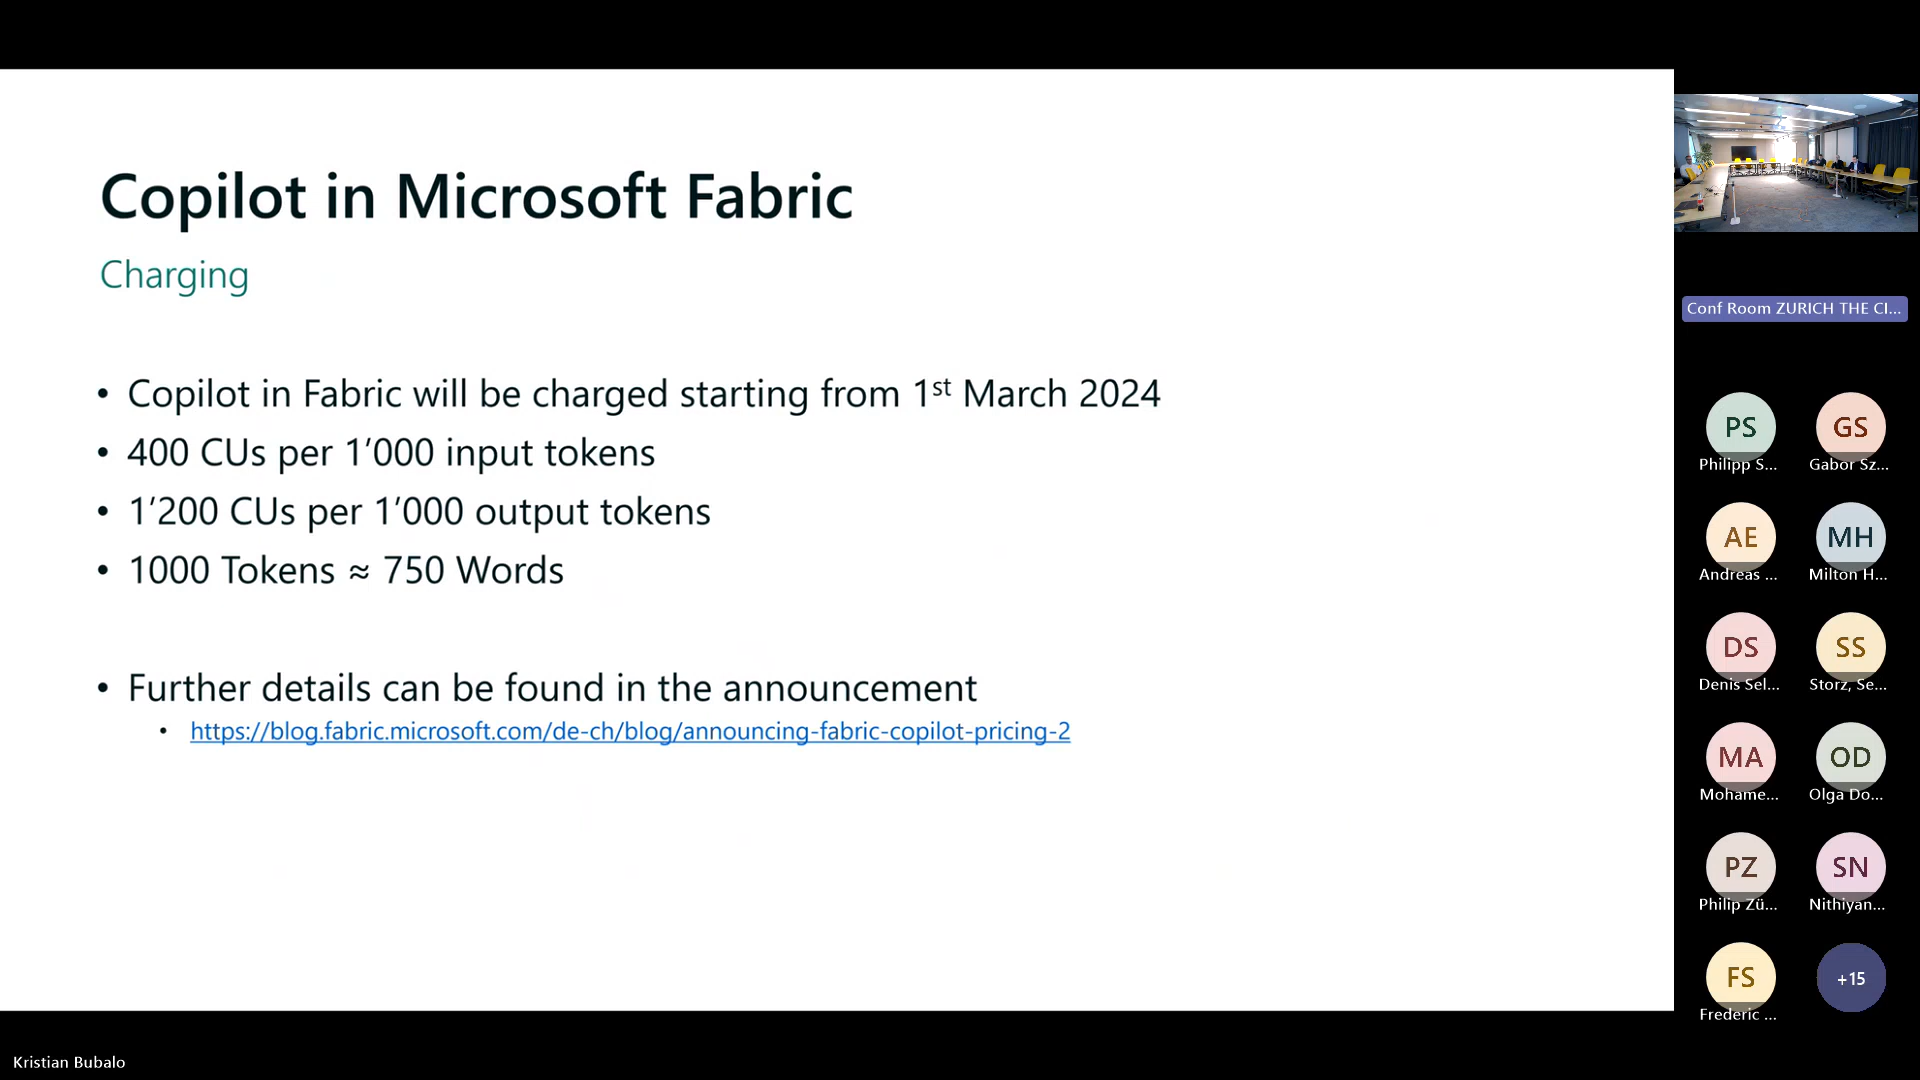 Copilot in Microsoft Fabric
Charging
• Copilot in Fabric will be charged starting from 1st March 2024
• 400 CUs per 1’000 input tokens
• 1’200 CUs per 1’000 output tokens
• 1000 Tokens ≈ 750 Words
• Further details can be found in the announcement
• https://blog.fabric.microsoft.com/de-ch/blog/announcing-fabric-copilot-pricing-2
Conf Room ZURICH THE CI...
PS
Philipp S...
GS
Gabor Sz...
AE
Andreas ...
MH
Milton H...
DS
Denis Sel...
SS
Storz, Se...
MA
Mohame...
OD
Olga Do...
PZ
Philip Zü...
SN
Nithiyan...
FS
Frederic ...
+15
Kristian Bubalo